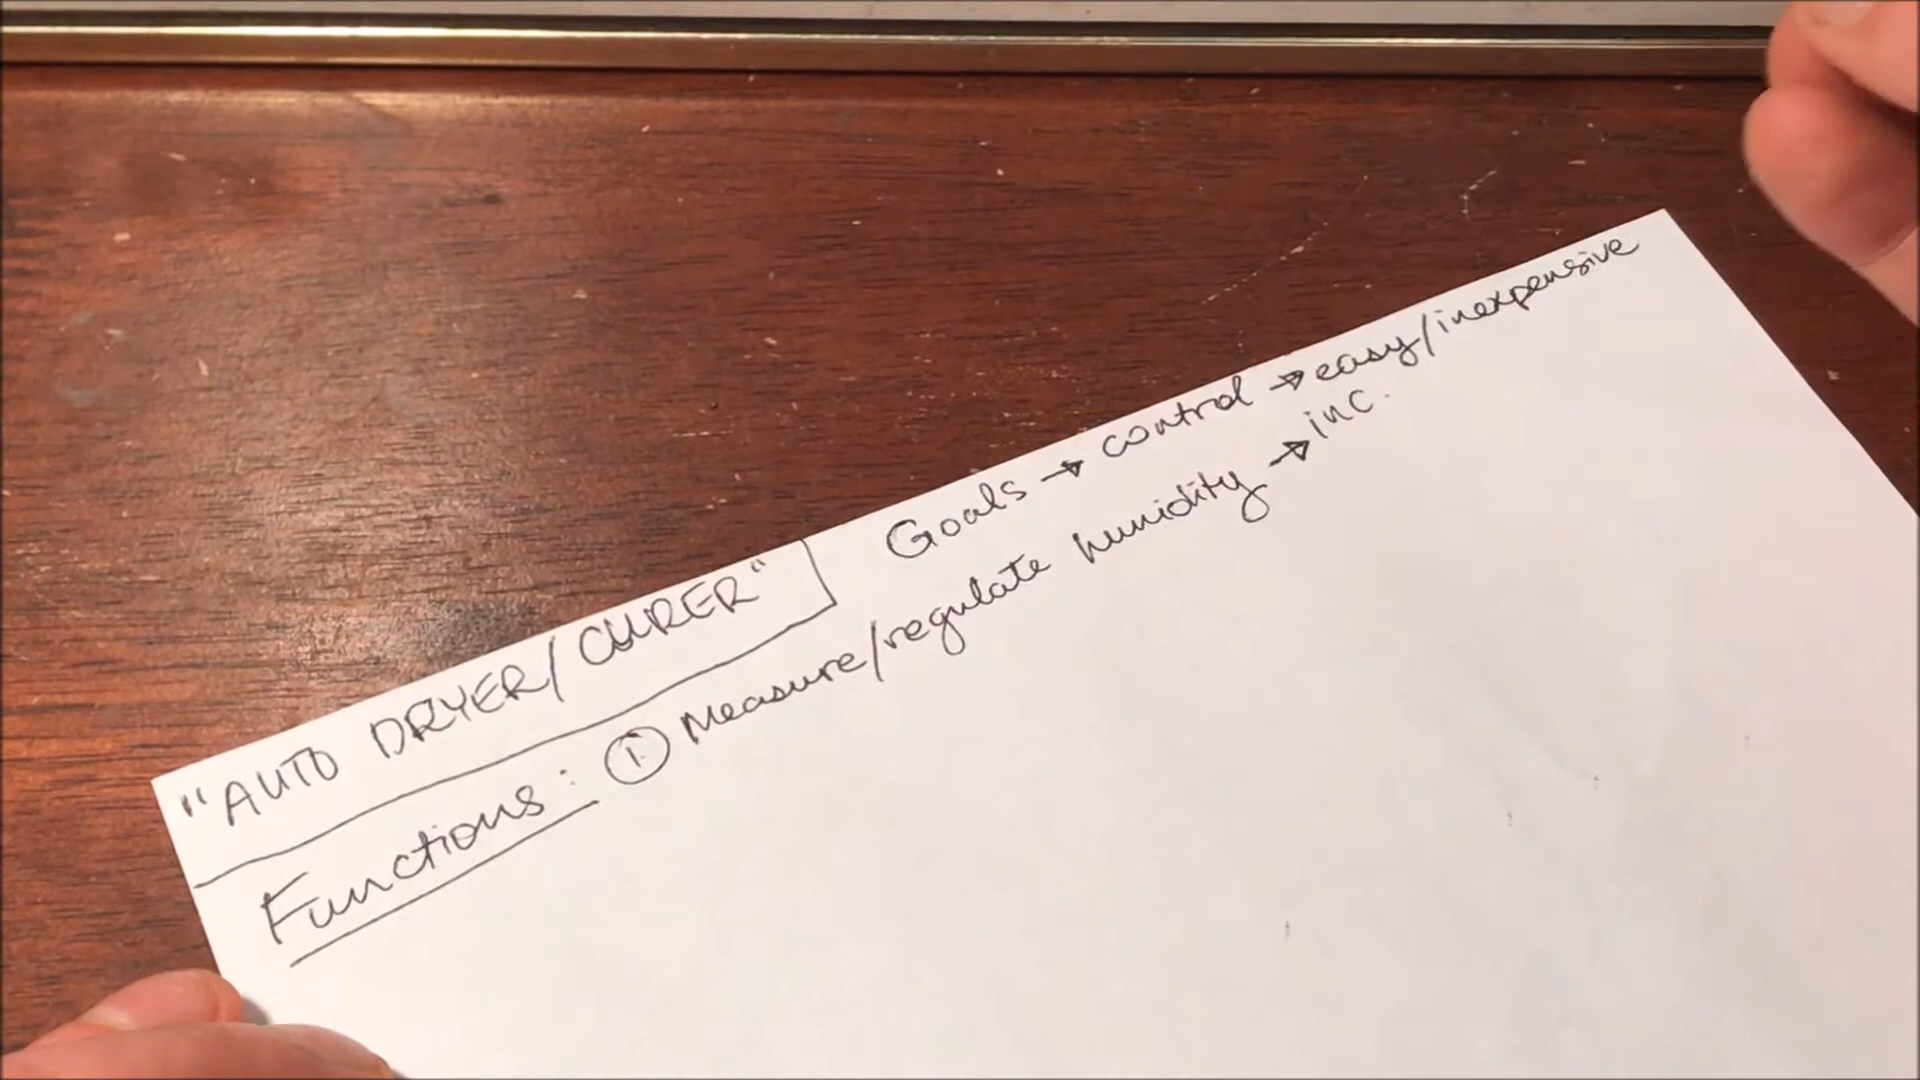 "AUTO DRYER/CURER"
Goals → control → easy/inexpensive
Functions: ① Measure/regulate humidity → inc.